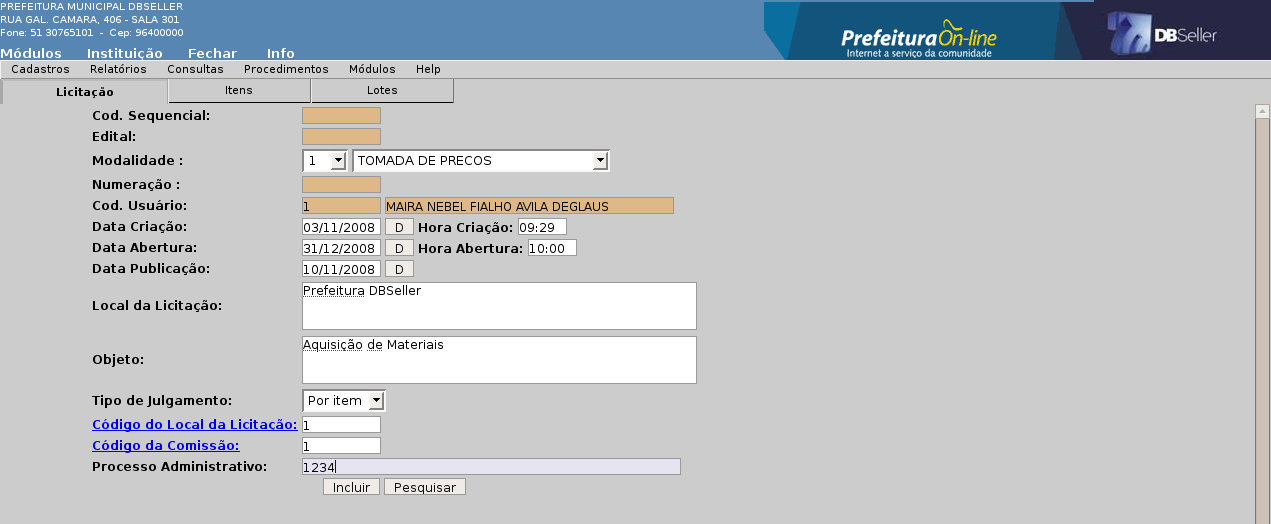 PREFEITURA MUNICIPAL DBSELLER
RUA GAL. CAMARA, 406 - SALA 301
Fone: 51 30765101 - Cep: 96400000
Módulos Instituição Fechar Info
Prefeitura On-line
Internet a serviço da comunidade
DBSeller
Cadastros Relatórios Consultas Procedimentos Módulos Help
Licitação Itens Lotes
Cod. Sequencial:
Edital:
Modalidade : 1 TOMADA DE PRECOS
Numeração :
Cod. Usuário: 1 MAIRA NEBEL FIALHO AVILA DEGLAUS
Data Criação: 03/11/2008 D Hora Criação: 09:29
Data Abertura: 31/12/2008 D Hora Abertura: 10:00
Data Publicação: 10/11/2008 D
Local da Licitação: Prefeitura DBSeller
Objeto: Aquisição de Materiais
Tipo de Julgamento: Por item
Código do Local da Licitação: 1
Código da Comissão: 1
Processo Administrativo: 1234
Incluir Pesquisar